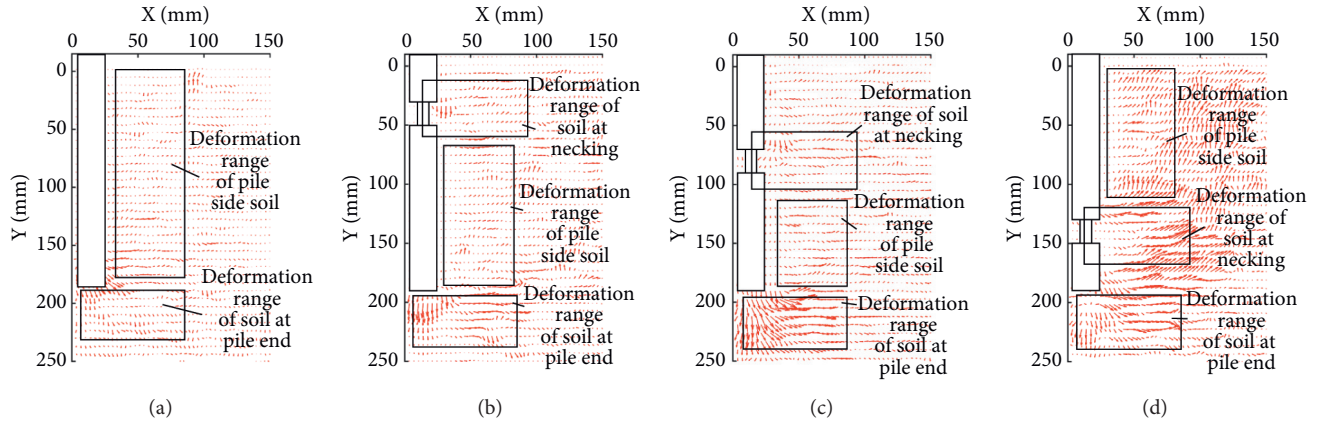 X (mm)
0 50 100 150
Y (mm)
0
50
100
150
200
250
Deformation
range
of pile
side soil
Deformation
range
of soil at
pile end
(a)
X (mm)
0 50 100 150
Y (mm)
0
50
100
150
200
250
Deformation
range of
soil at
necking
Deformation
range
of pile
side soil
Deformation
range
of soil at
pile end
(b)
X (mm)
0 50 100 150
Y (mm)
0
50
100
150
200
250
Deformation
range of soil
at necking
Deformation
range
of pile
side soil
Deformation
range
of soil at
pile end
(c)
X (mm)
0 50 100 150
Y (mm)
0
50
100
150
200
250
Deformation
range
of pile
side soil
Deformation
range of
soil at
necking
Deformation
range
of soil at
pile end
(d)